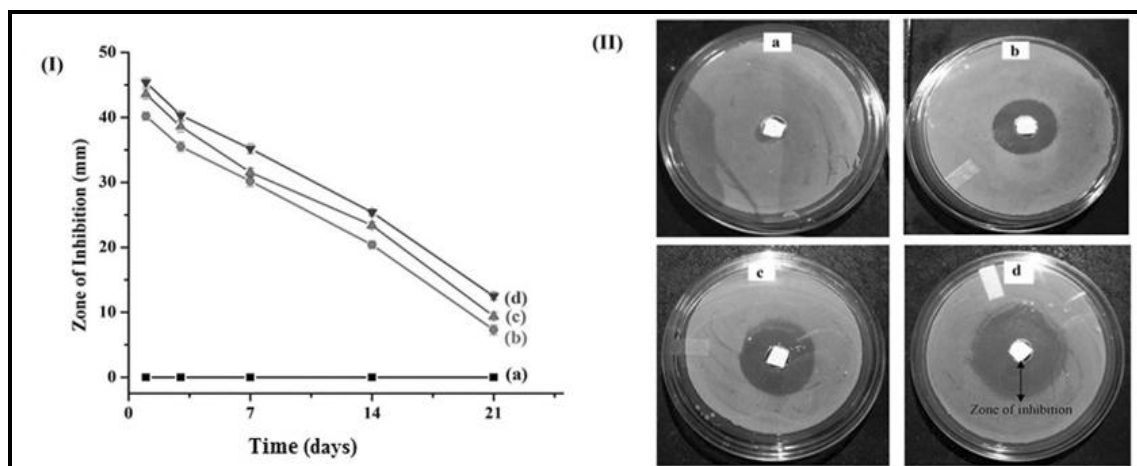 (I)
Zone of Inhibition (mm)
50
40
30
20
10
0
(d)
(c)
(b)
(a)
0 7 14 21
Time (days)
(II)
a
b
c
d
Zone of inhibition